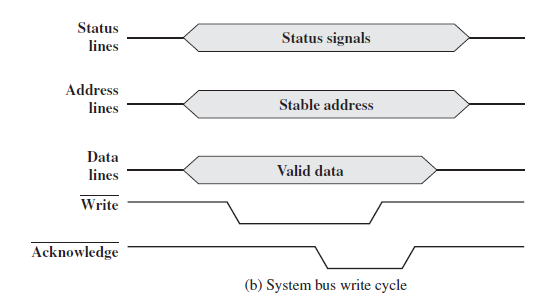 Status
lines
Status signals
Address
lines
Stable address
Data
lines
Valid data
Write
Acknowledge
(b) System bus write cycle